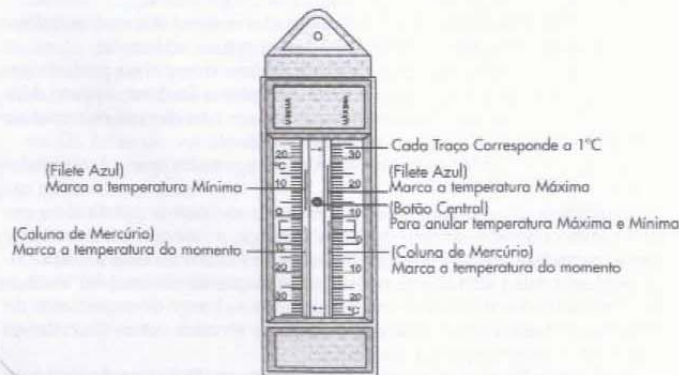 MÁXIMA
Cada Traço Corresponde a 1°C
20
30
°C
(Filete Azul)
Marca a temperatura Mínima
(Filete Azul)
Marca a temperatura Máxima
20
10
10
(Botão Central)
Para anular temperatura Máxima e Mínima
0
0
(Coluna de Mercúrio)
Marca a temperatura do momento
(Coluna de Mercúrio)
Marca a temperatura do momento
10
10
20
20
°C